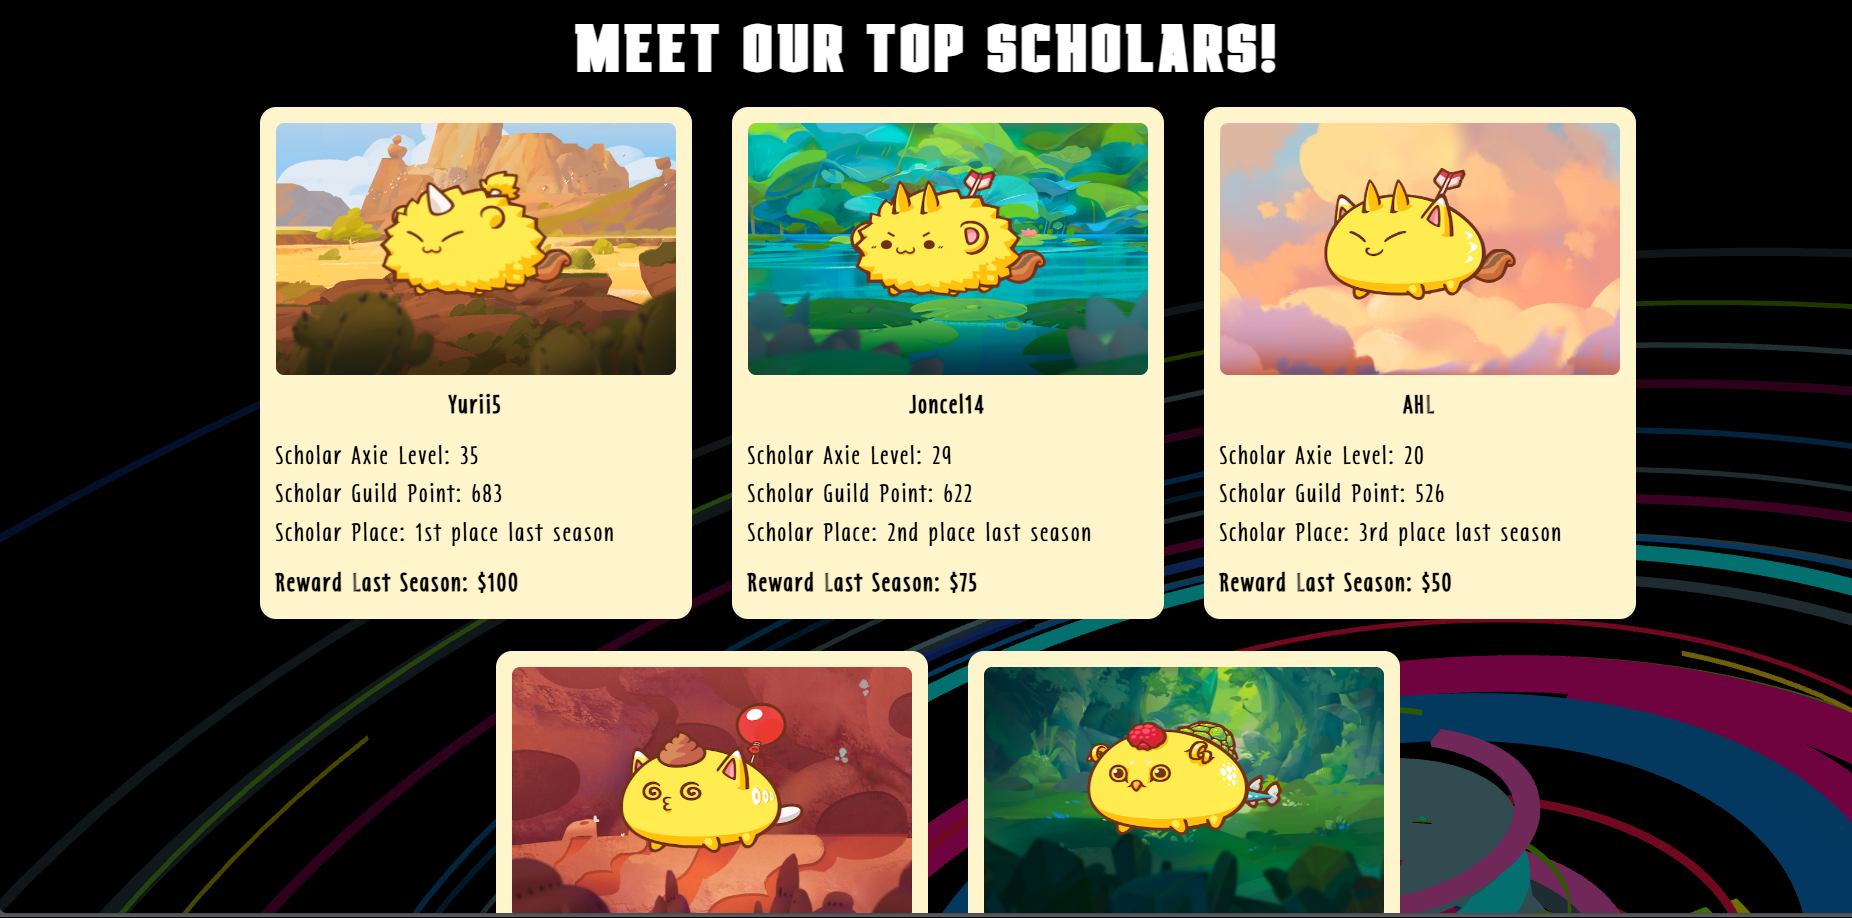 MEET OUR TOP SCHOLARS!
Yurii5
Scholar Axie Level: 35
Scholar Guild Point: 683
Scholar Place: 1st place last season
Reward Last Season: $100
Joncel14
Scholar Axie Level: 29
Scholar Guild Point: 622
Scholar Place: 2nd place last season
Reward Last Season: $75
AHL
Scholar Axie Level: 20
Scholar Guild Point: 526
Scholar Place: 3rd place last season
Reward Last Season: $50